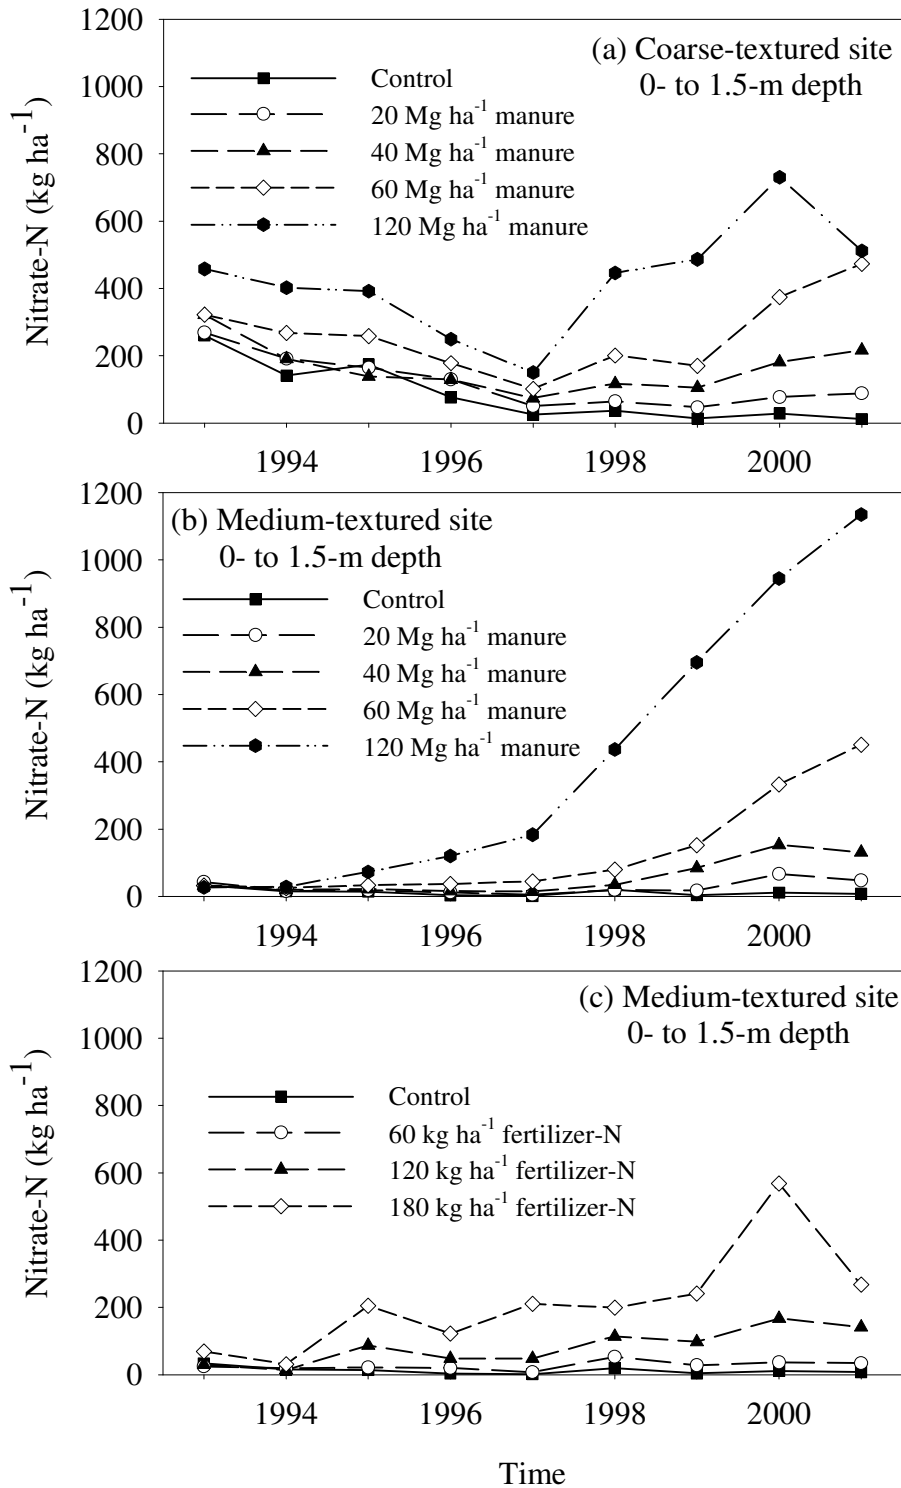 1200
1000
800
600
400
200
0
Nitrate-N (kg ha⁻¹)
(a) Coarse-textured site
0- to 1.5-m depth
Control
20 Mg ha⁻¹ manure
40 Mg ha⁻¹ manure
60 Mg ha⁻¹ manure
120 Mg ha⁻¹ manure
1994 1996 1998 2000
1200
1000
800
600
400
200
0
Nitrate-N (kg ha⁻¹)
(b) Medium-textured site
0- to 1.5-m depth
Control
20 Mg ha⁻¹ manure
40 Mg ha⁻¹ manure
60 Mg ha⁻¹ manure
120 Mg ha⁻¹ manure
1994 1996 1998 2000
1200
1000
800
600
400
200
0
Nitrate-N (kg ha⁻¹)
(c) Medium-textured site
0- to 1.5-m depth
Control
60 kg ha⁻¹ fertilizer-N
120 kg ha⁻¹ fertilizer-N
180 kg ha⁻¹ fertilizer-N
1994 1996 1998 2000
Time